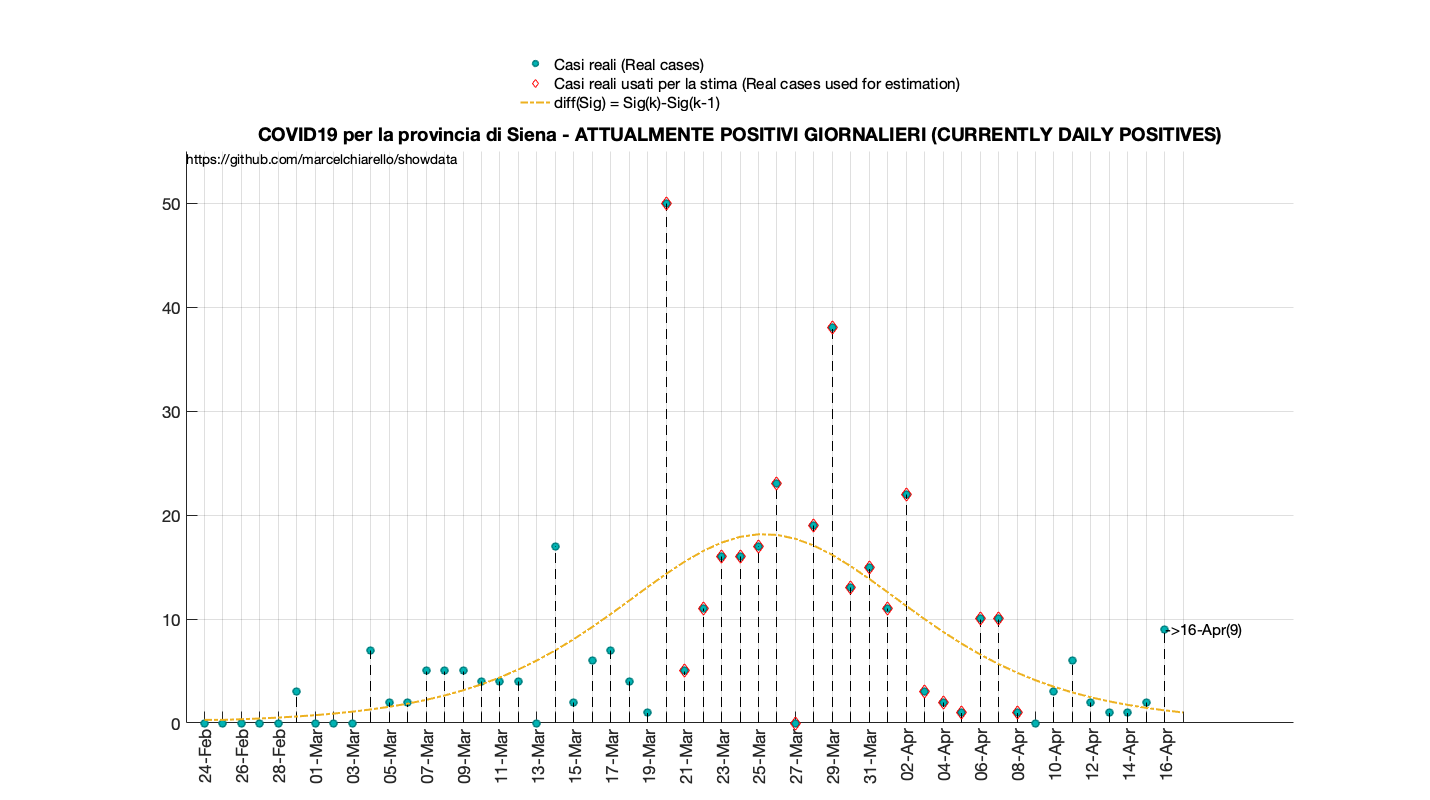 Casi reali (Real cases)
Casi reali usati per la stima (Real cases used for estimation)
diff(Sig) = Sig(k)-Sig(k-1)
COVID19 per la provincia di Siena - ATTUALMENTE POSITIVI GIORNALIERI (CURRENTLY DAILY POSITIVES)
https://github.com/marcelchiarello/showdata
50
40
30
20
10
->16-Apr(9)
0
24-Feb
26-Feb
28-Feb
01-Mar
03-Mar
05-Mar
07-Mar
09-Mar
11-Mar
13-Mar
15-Mar
17-Mar
19-Mar
21-Mar
23-Mar
25-Mar
27-Mar
29-Mar
31-Mar
02-Apr
04-Apr
06-Apr
08-Apr
10-Apr
12-Apr
14-Apr
16-Apr